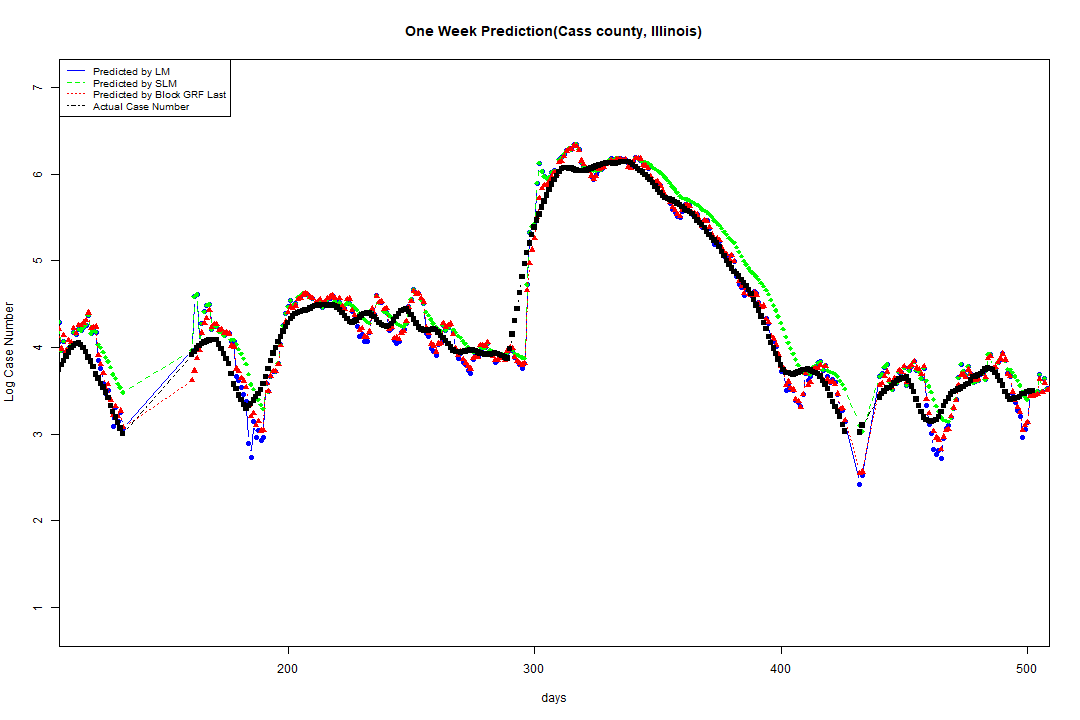 One Week Prediction(Cass county, Illinois)
Predicted by LM
Predicted by SLM
Predicted by Block GRF Last
Actual Case Number
Log Case Number
7
6
5
4
3
2
1
200
300
400
500
days